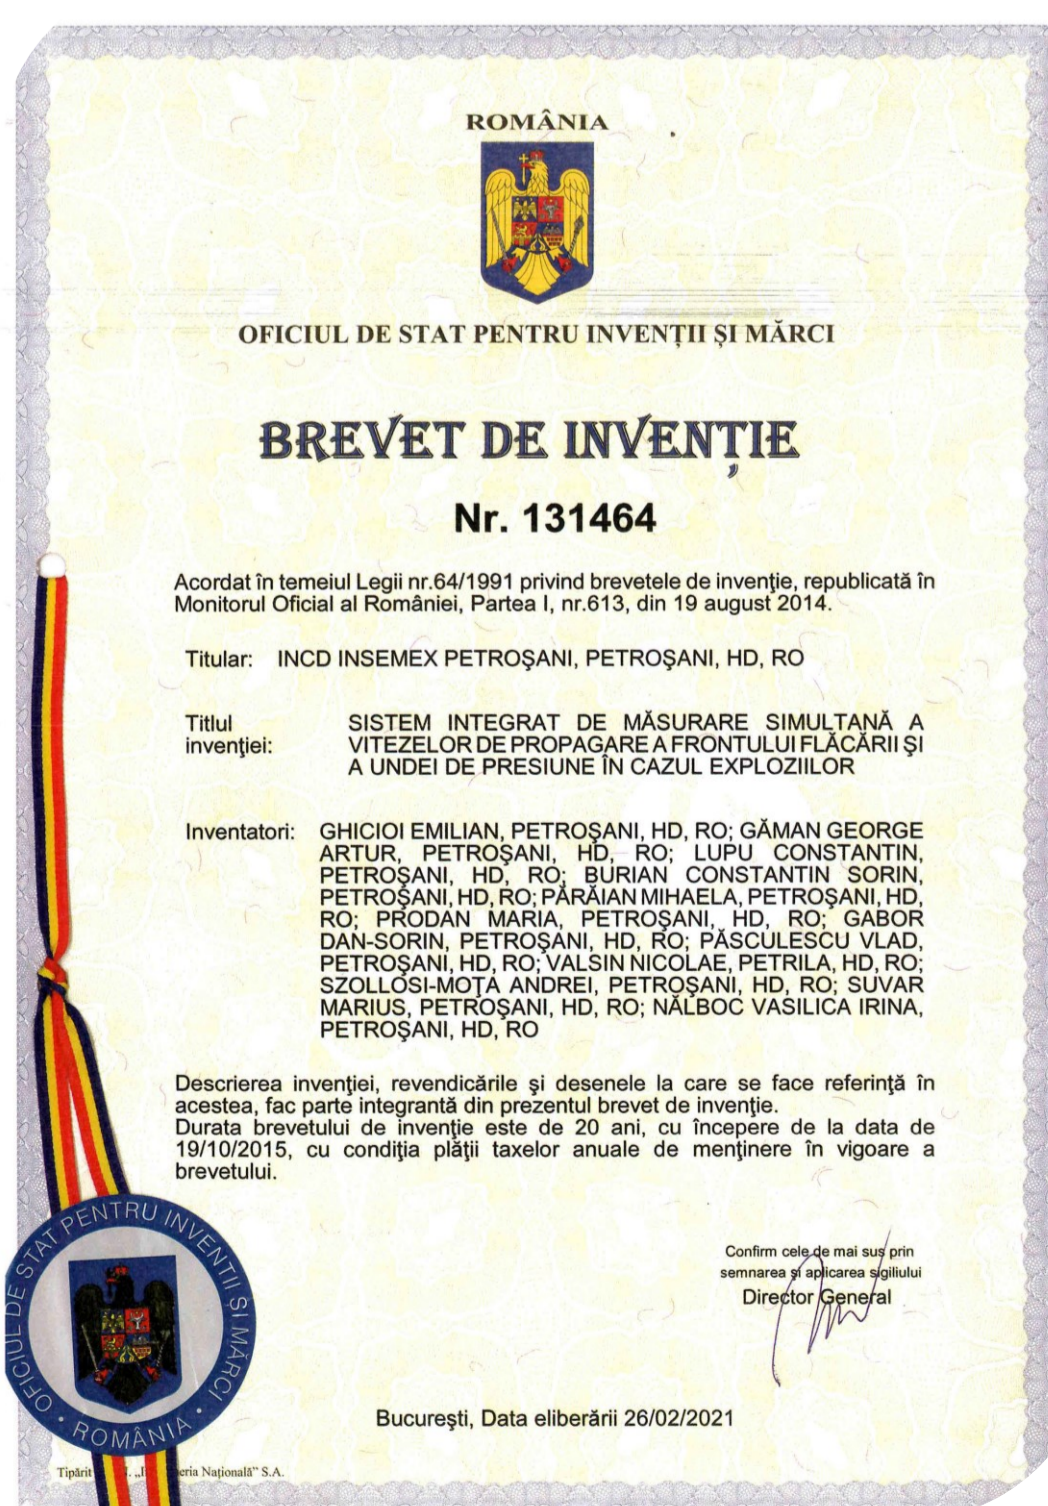 ROMÂNIA
OFICIUL DE STAT PENTRU INVENȚII ȘI MĂRCI
BREVET DE INVENȚIE
Nr. 131464
Acordat în temeiul Legii nr.64/1991 privind brevetele de invenţie, republicată în
Monitorul Oficial al României, Partea I, nr.613, din 19 august 2014.
Titular: INCD INSEMEX PETROŞANI, PETROŞANI, HD, RO
Titlul
invenţiei:
SISTEM INTEGRAT DE MĂSURARE SIMULTANĂ A
VITEZELOR DE PROPAGARE A FRONTULUI FLĂCĂRII ŞI
A UNDEI DE PRESIUNE ÎN CAZUL EXPLOZIILOR
Inventatori: GHICIOI EMILIAN, PETROŞANI, HD, RO; GĂMAN GEORGE
ARTUR, PETROŞANI, HD, RO; LUPU CONSTANTIN,
PETROŞANI, HD, RO; BURIAN CONSTANTIN SORIN,
PETROŞANI, HD, RO; PĂRĂIAN MIHAELA, PETROŞANI, HD,
RO; PRODAN MARIA, PETROŞANI, HD, RO; GABOR
DAN-SORIN, PETROŞANI, HD, RO; PĂSCULESCU VLAD,
PETROŞANI, HD, RO; VALSIN NICOLAE, PETRILA, HD, RO;
SZOLLOSI-MOŢA ANDREI, PETROŞANI, HD, RO; SUVAR
MARIUS, PETROŞANI, HD, RO; NĂLBOC VASILICA IRINA,
PETROŞANI, HD, RO
Descrierea invenţiei, revendicările şi desenele la care se face referinţă în
acestea, fac parte integrantă din prezentul brevet de invenţie.
Durata brevetului de invenţie este de 20 ani, cu începere de la data de
19/10/2015, cu condiţia plăţii taxelor anuale de menţinere în vigoare a
brevetului.
Confirm cele de mai sus prin
semnarea şi aplicarea sigiliului
Director General
OFICIUL DE STAT PENTRU INVENTII SI MĂRCI
ROMÂNIA
Bucureşti, Data eliberării 26/02/2021
Tipărit Naţională" S.A.